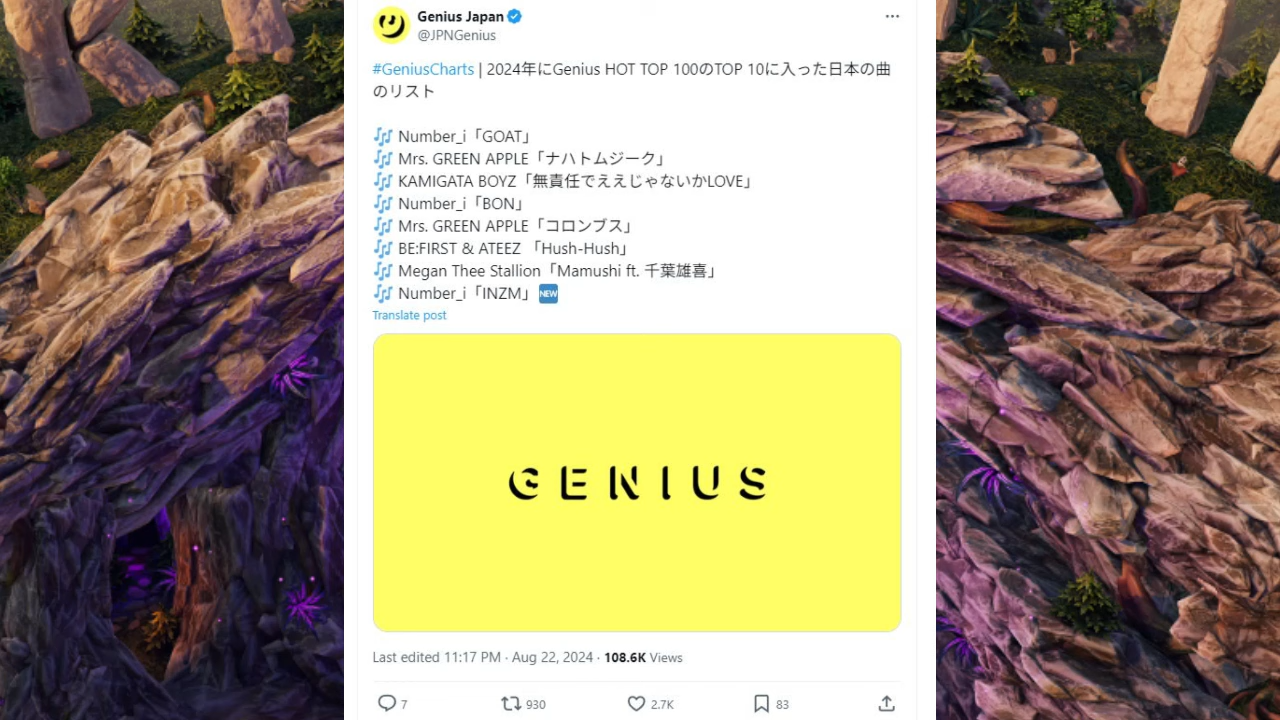 Genius Japan
@JPNGenius
#GeniusCharts | 2024年にGenius HOT TOP 100のTOP 10に入った日本の曲
のリスト
Number_i「GOAT」
Mrs. GREEN APPLE「ナハトムジーク」
KAMIGATA BOYZ「無責任でええじゃないかLOVE」
Number_i「BON」
Mrs. GREEN APPLE「コロンブス」
BE:FIRST & ATEEZ 「Hush-Hush」
Megan Thee Stallion「Mamushi ft. 千葉雄喜」
Number_i「INZM」 NEW
Translate post
GENIUS
Last edited 11:17 PM · Aug 22, 2024 · 108.6K Views
7 930 2.7K 83